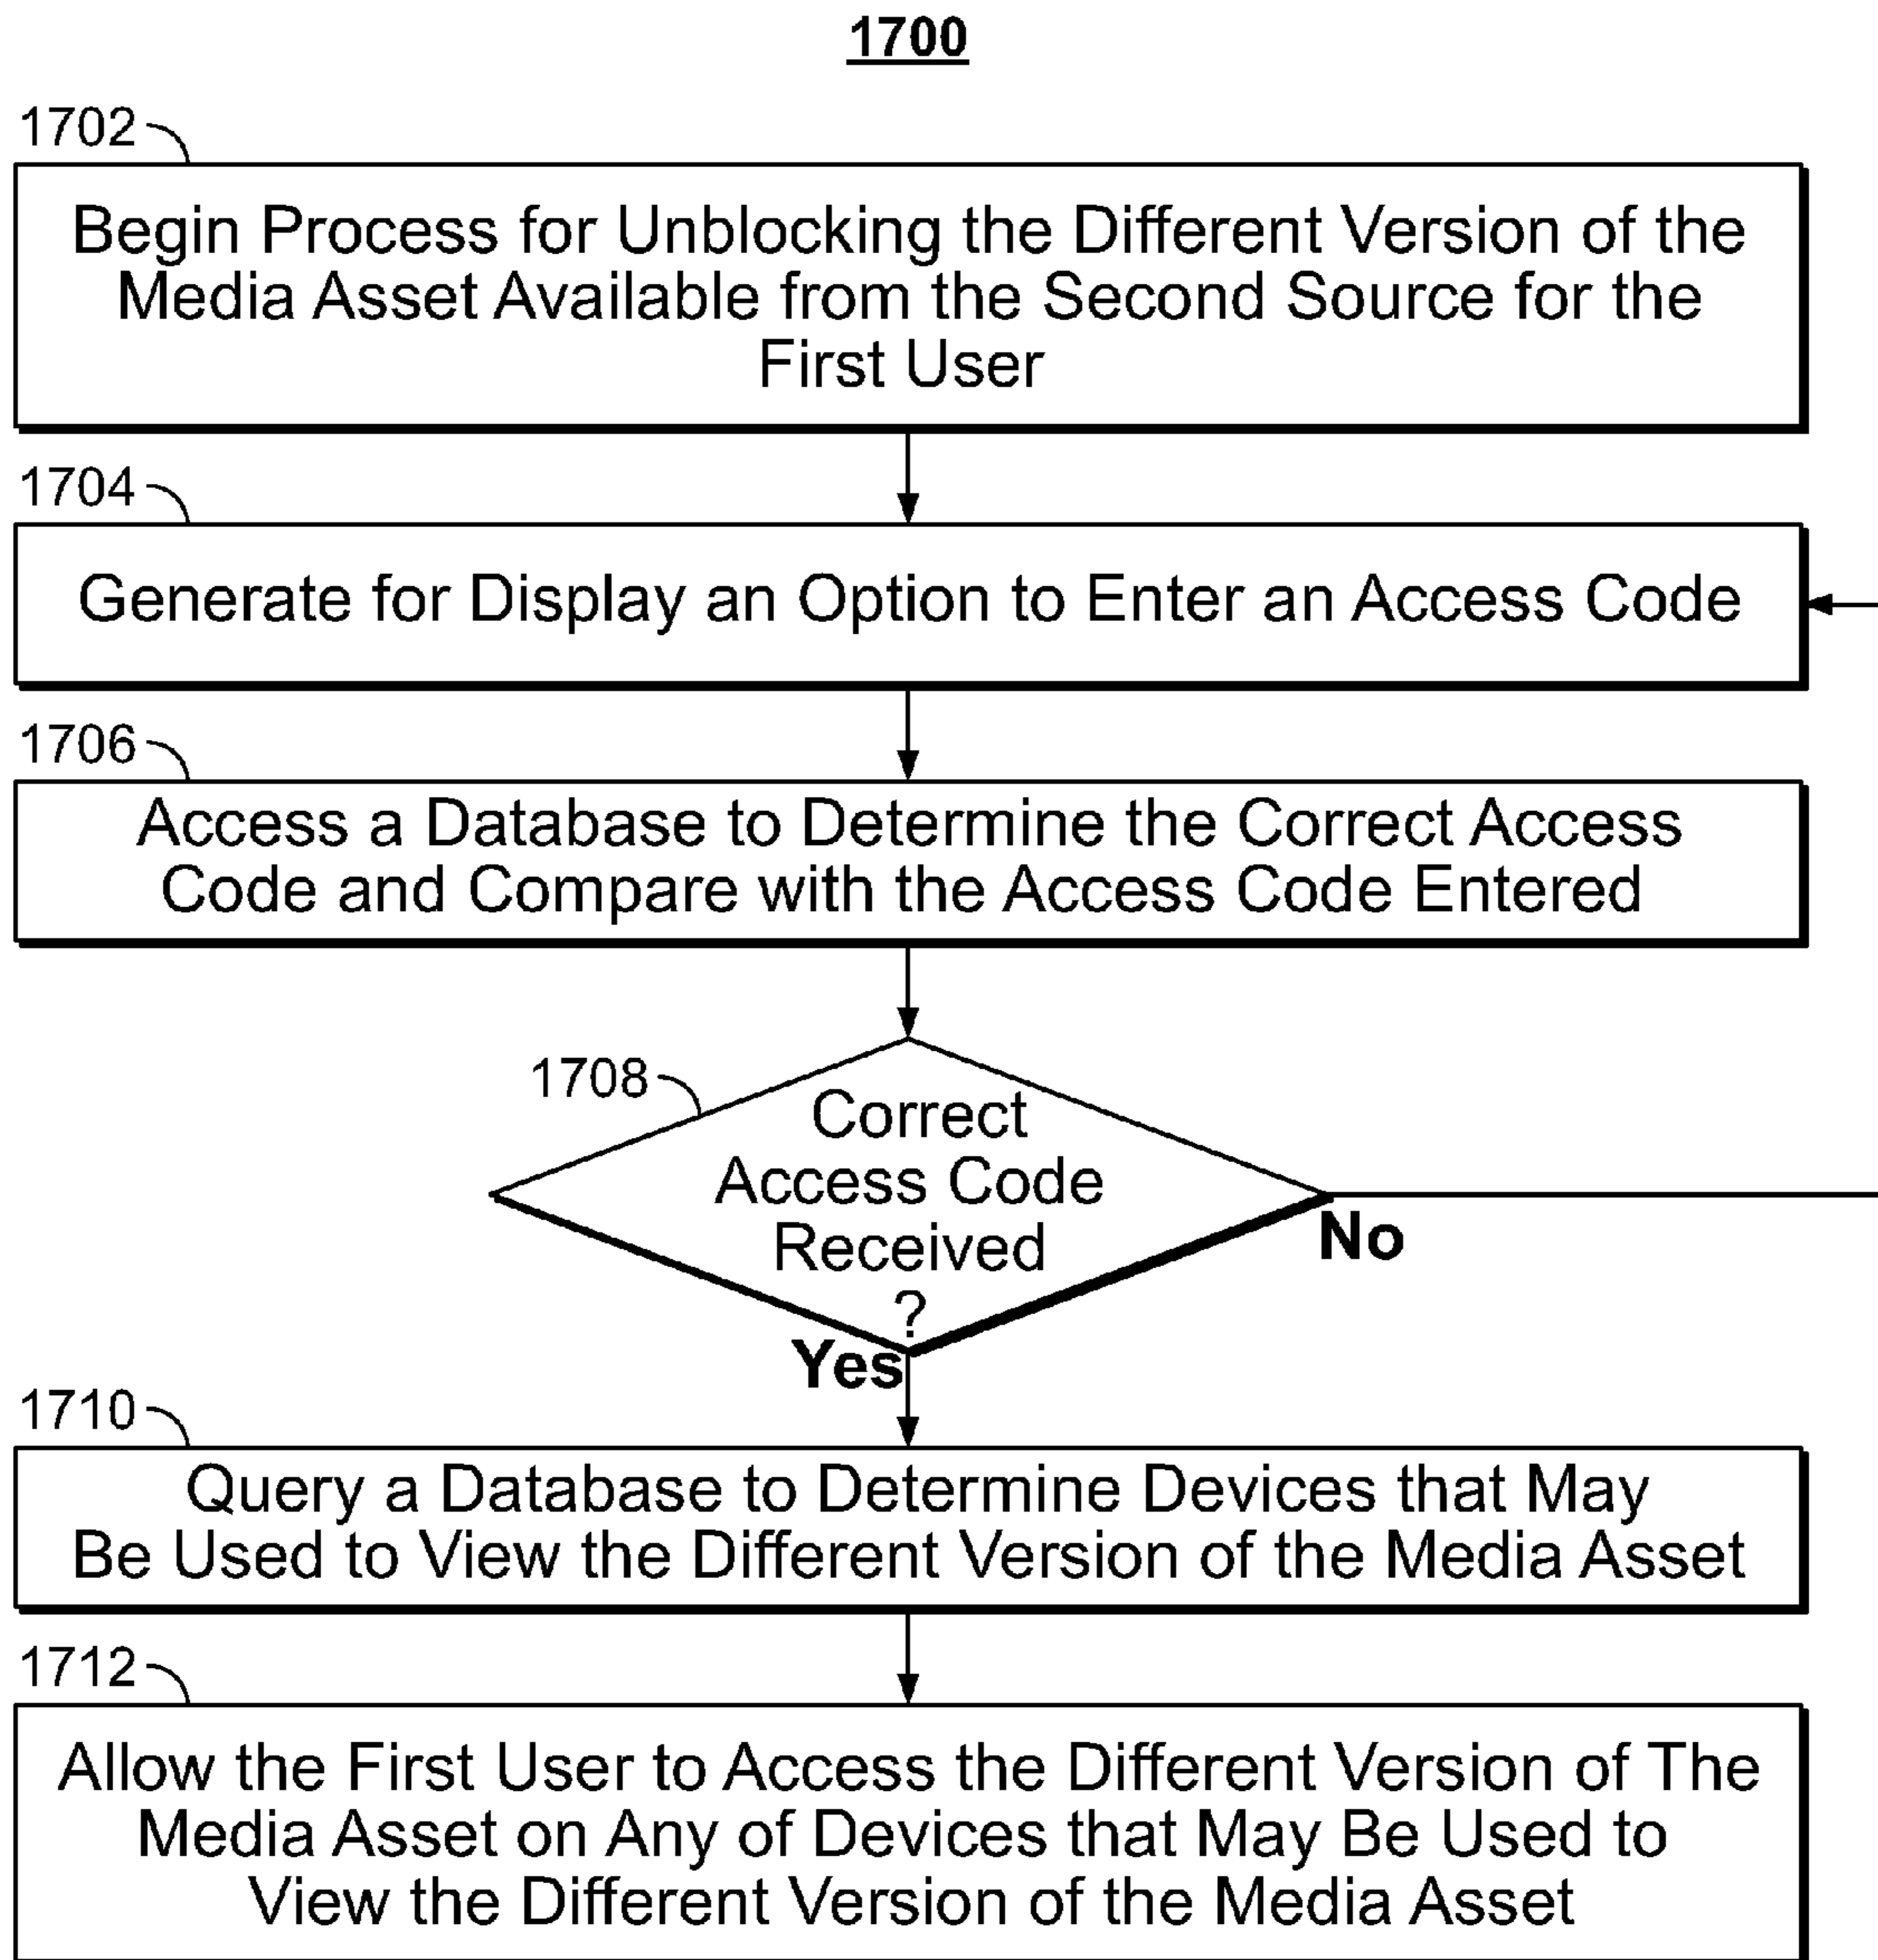 1700
1702
Begin Process for Unblocking the Different Version of the
Media Asset Available from the Second Source for the
First User
1704
Generate for Display an Option to Enter an Access Code
1706
Access a Database to Determine the Correct Access
Code and Compare with the Access Code Entered
1708
Correct
Access Code
Received
?
No
Yes
1710
Query a Database to Determine Devices that May
Be Used to View the Different Version of the Media Asset
1712
Allow the First User to Access the Different Version of The
Media Asset on Any of Devices that May Be Used to
View the Different Version of the Media Asset